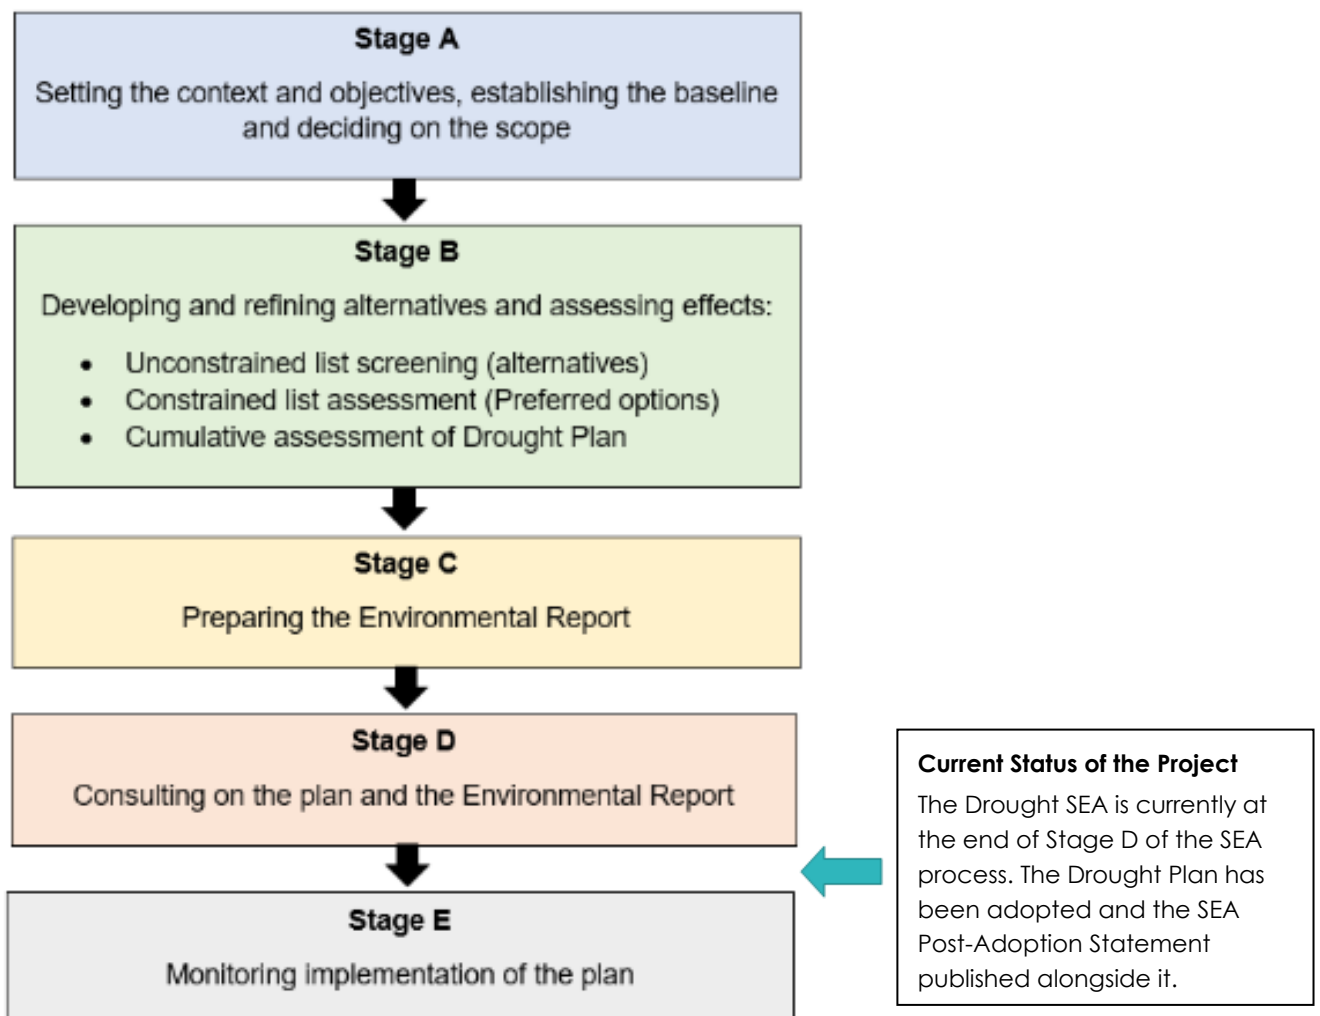 Stage A
Setting the context and objectives, establishing the baseline
and deciding on the scope
Stage B
Developing and refining alternatives and assessing effects:
• Unconstrained list screening (alternatives)
• Constrained list assessment (Preferred options)
• Cumulative assessment of Drought Plan
Stage C
Preparing the Environmental Report
Stage D
Consulting on the plan and the Environmental Report
Stage E
Monitoring implementation of the plan
Current Status of the Project
The Drought SEA is currently at
the end of Stage D of the SEA
process. The Drought Plan has
been adopted and the SEA
Post-Adoption Statement
published alongside it.